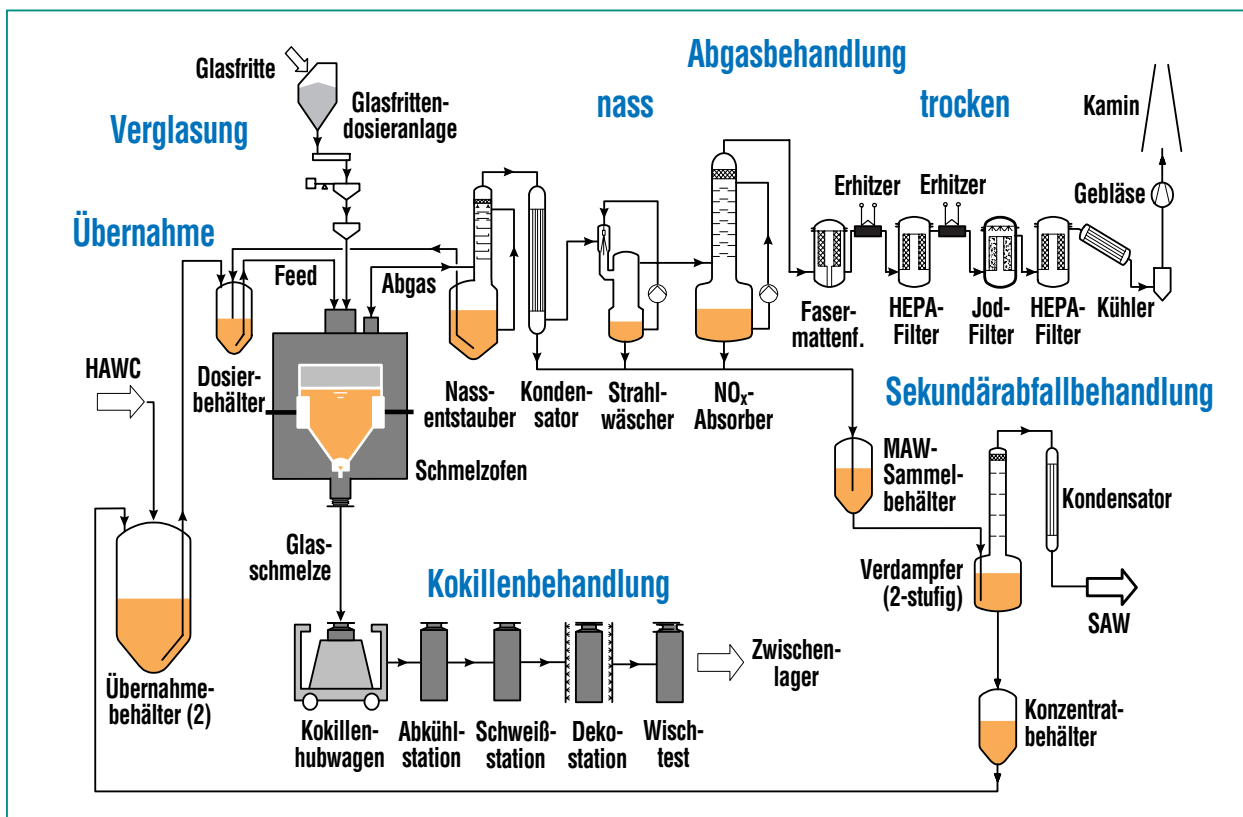 Abgasbehandlung
nass
trocken
Kamin
Glasfritte
Glasfritten-
dosieranlage
Verglasung
Erhitzer
Erhitzer
Gebläse
Übernahme
Feed
Abgas
Faser-
mattenf.
HEPA-
Filter
Jod-
Filter
HEPA-
Filter
Kühler
HAWC
Dosier-
behälter
Nass-
entstauber
Konden-
sator
Strahl-
wäscher
NOx-
Absorber
Sekundärabfallbehandlung
Schmelzofen
MAW-
Sammel-
behälter
Kondensator
Glas-
schmelze
Verdampfer
(2-stufig)
SAW
Kokillenbehandlung
Zwischen-
lager
Übernahme-
behälter (2)
Kokillen-
hubwagen
Abkühl-
station
Schweiß-
station
Deko-
station
Wisch-
test
Konzentrat-
behälter